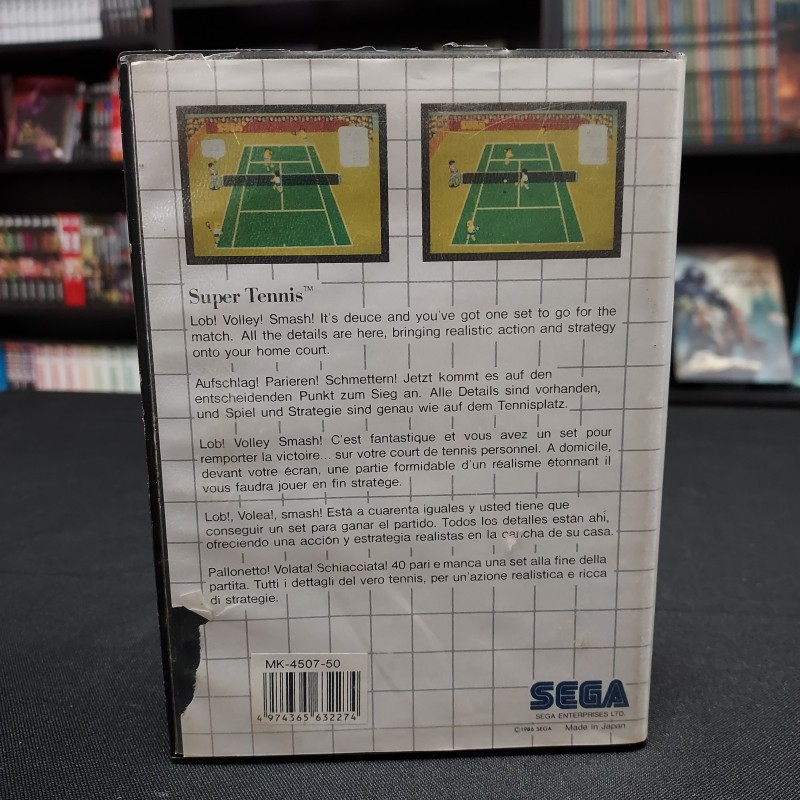 Super Tennis™
Lob! Volley! Smash! It's deuce and you've got one set to go for the
match. All the details are here, bringing realistic action and strategy
onto your home court.
Aufschlag! Parieren! Schmettern! Jetzt kommt es auf den
entscheidenden Punkt zum Sieg an. Alle Details sind vorhanden,
und Spiel und Strategie sind genau wie auf dem Tennisplatz.
Lob! Volley Smash! C'est fantastique et vous avez un set pour
remporter la victoire... sur votre court de tennis personnel. A domicile,
devant votre écran, une partie formidable d'un réalisme étonnant il
vous faudra jouer en fin stratège.
Lob!, Volea!, smash! Está a cuarenta iguales y usted tiene que
conseguir un set para ganar el partido. Todos los detalles están ahí,
ofreciendo una acción y estrategia realistas en la cancha de su casa.
Pallonetto! Volata! Schiacciata! 40 pari e manca una set alla fine della
partita. Tutti i dettagli del vero tennis, per un'azione realistica e ricca
di strategie.
MK-4507-50
4 974365 632274
SEGA
SEGA ENTERPRISES LTD.
©1986 SEGA Made in Japan